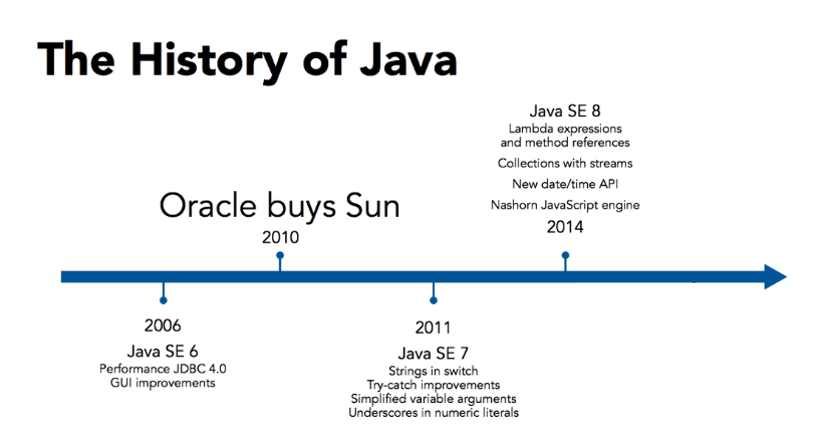 The History of Java
Java SE 8
Lambda expressions
and method references
Collections with streams
New date/time API
Nashorn JavaScript engine
2014
Oracle buys Sun
2010
2006
Java SE 6
Performance JDBC 4.0
GUI improvements
2011
Java SE 7
Strings in switch
Try-catch improvements
Simplified variable arguments
Underscores in numeric literals